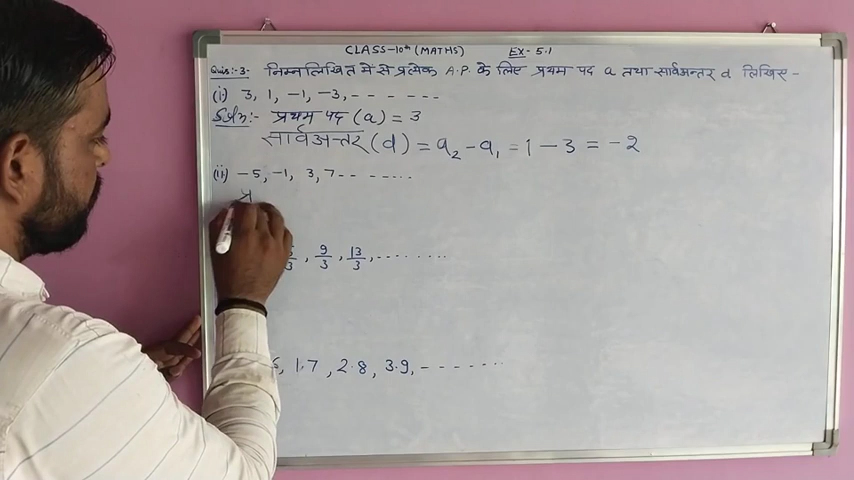 CLASS-10th (MATHS) EX-5.1
Quis:-3- निम्नलिखित में से प्रत्येक A.P. के लिए प्रथम पद a तथा सार्वअन्तर d लिखिए -
(i) 3, 1, -1, -3, - - - - - -
Soln:- प्रथम पद (a) = 3
सार्वअन्तर (d) = a₂ - a₁ = 1 - 3 = -2
(ii) -5, -1, 3, 7 - - - - - - -
प्र
/3, 9/3, 13/3, - - - - - - - -
, 1.7, 2.8, 3.9, - - - - - - - -